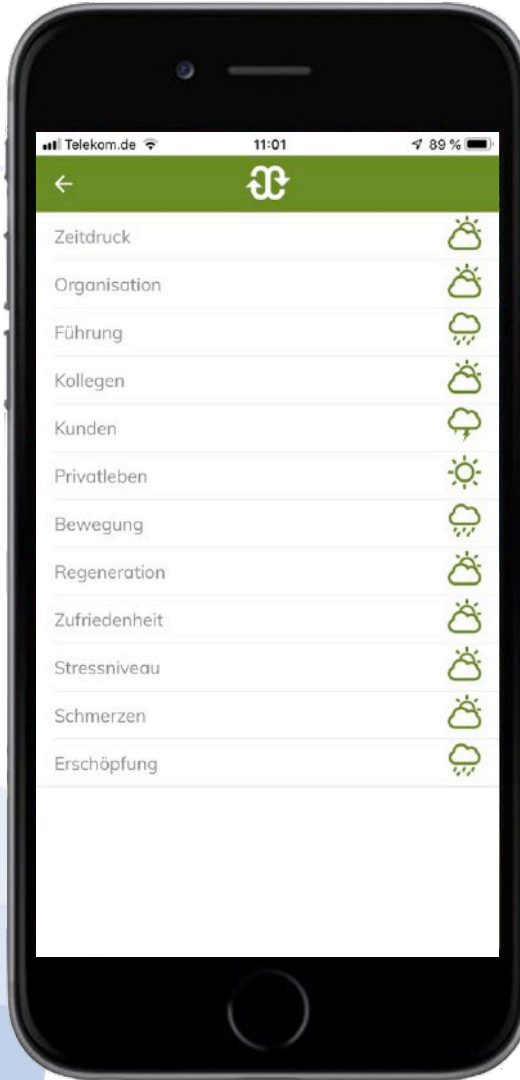 Telekom.de 11:01 89 %
Zeitdruck
Organisation
Führung
Kollegen
Kunden
Privatleben
Bewegung
Regeneration
Zufriedenheit
Stressniveau
Schmerzen
Erschöpfung